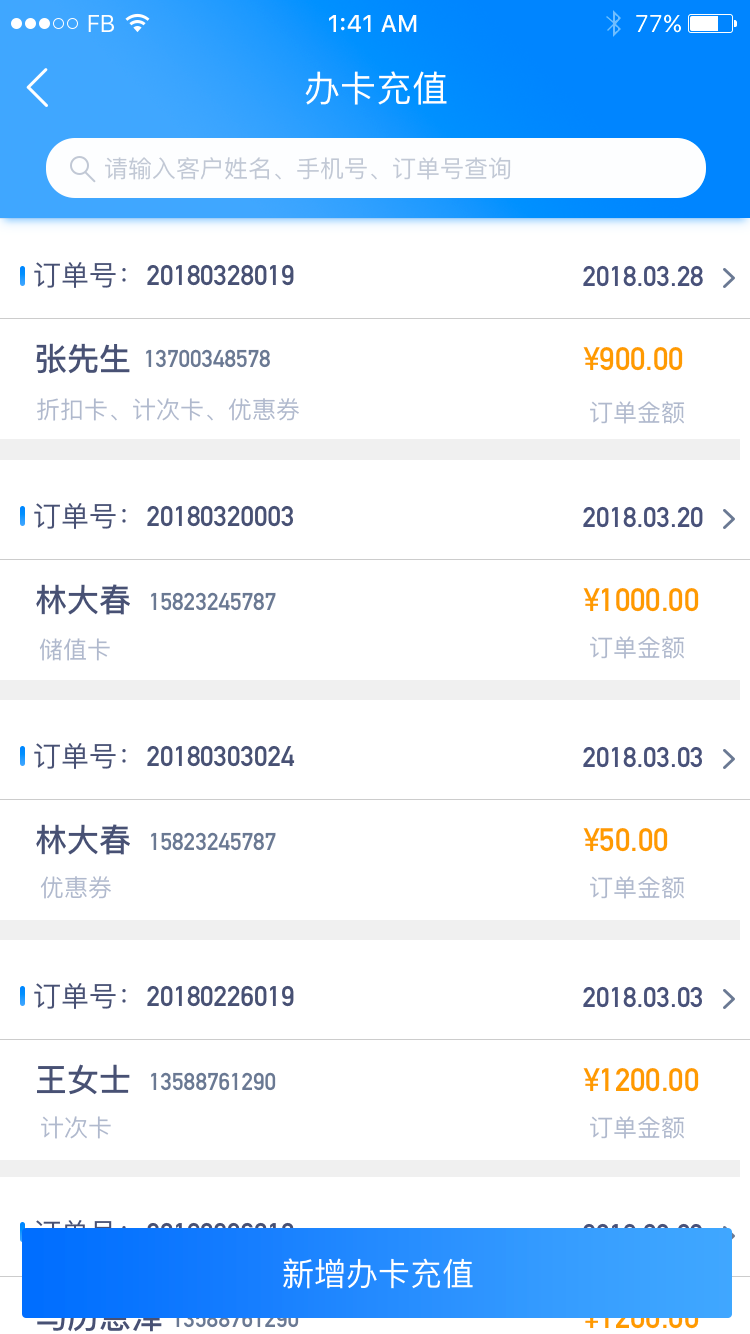 FB 1:41 AM 77%
办卡充值
请输入客户姓名、手机号、订单号查询
订单号: 20180328019 2018.03.28
张先生 13700348578 ¥900.00
折扣卡、计次卡、优惠券 订单金额
订单号: 20180320003 2018.03.20
林大春 15823245787 ¥1000.00
储值卡 订单金额
订单号: 20180303024 2018.03.03
林大春 15823245787 ¥50.00
优惠券 订单金额
订单号: 20180226019 2018.03.03
王女士 13588761290 ¥1200.00
计次卡 订单金额
订单号:
新增办卡充值
13588761290 ¥1200.00